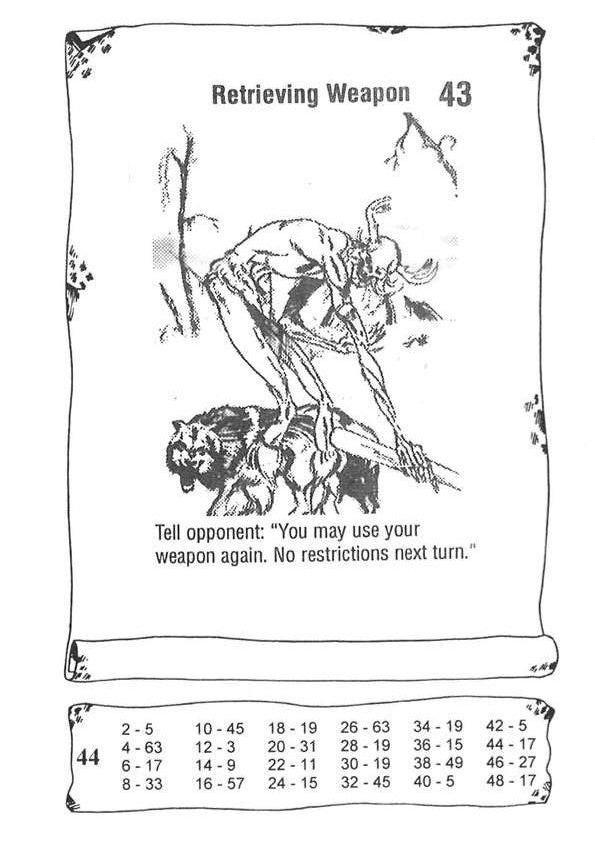 Retrieving Weapon 43
Tell opponent: “You may use your
weapon again. No restrictions next turn.”
44
2 - 5 10 - 45 18 - 19 26 - 63 34 - 19 42 - 5
4 - 63 12 - 3 20 - 31 28 - 19 36 - 15 44 - 17
6 - 17 14 - 9 22 - 11 30 - 19 38 - 49 46 - 27
8 - 33 16 - 57 24 - 15 32 - 45 40 - 5 48 - 17